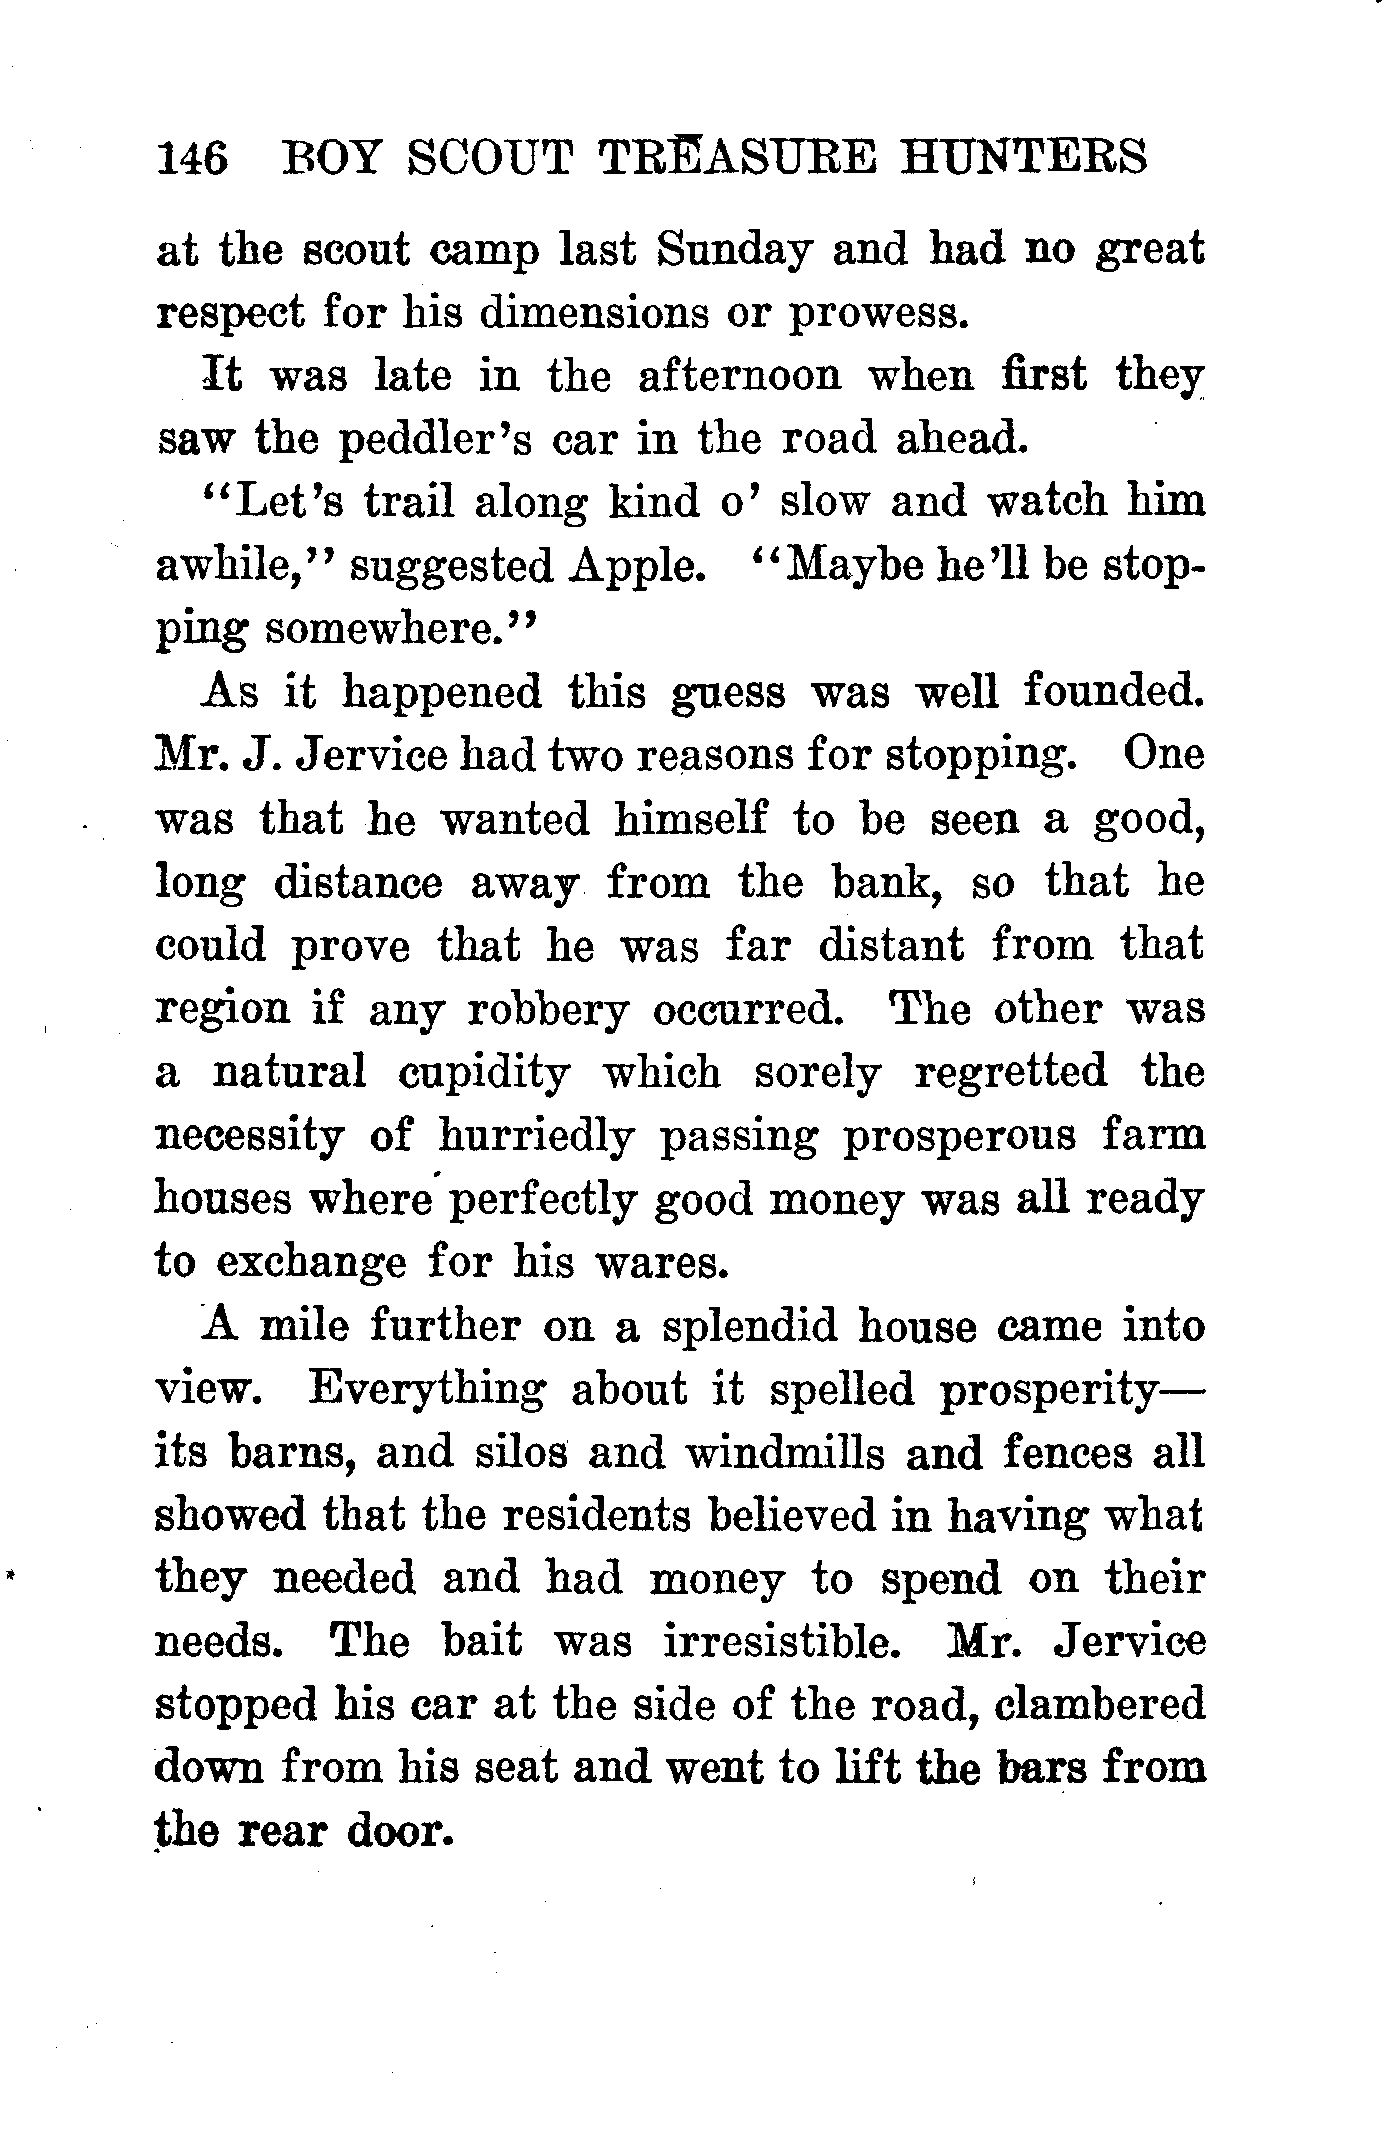 146 BOY SCOUT TREASURE HUNTERS
at the scout camp last Sunday and had no great
respect for his dimensions or prowess.
It was late in the afternoon when first they
saw the peddler's car in the road ahead.
"Let's trail along kind o' slow and watch him
awhile," suggested Apple. "Maybe he'll be stop-
ping somewhere."
As it happened this guess was well founded.
Mr. J. Jervice had two reasons for stopping. One
was that he wanted himself to be seen a good,
long distance away from the bank, so that he
could prove that he was far distant from that
region if any robbery occurred. The other was
a natural cupidity which sorely regretted the
necessity of hurriedly passing prosperous farm
houses where perfectly good money was all ready
to exchange for his wares.
A mile further on a splendid house came into
view. Everything about it spelled prosperity—
its barns, and silos and windmills and fences all
showed that the residents believed in having what
they needed and had money to spend on their
needs. The bait was irresistible. Mr. Jervice
stopped his car at the side of the road, clambered
down from his seat and went to lift the bars from
the rear door.